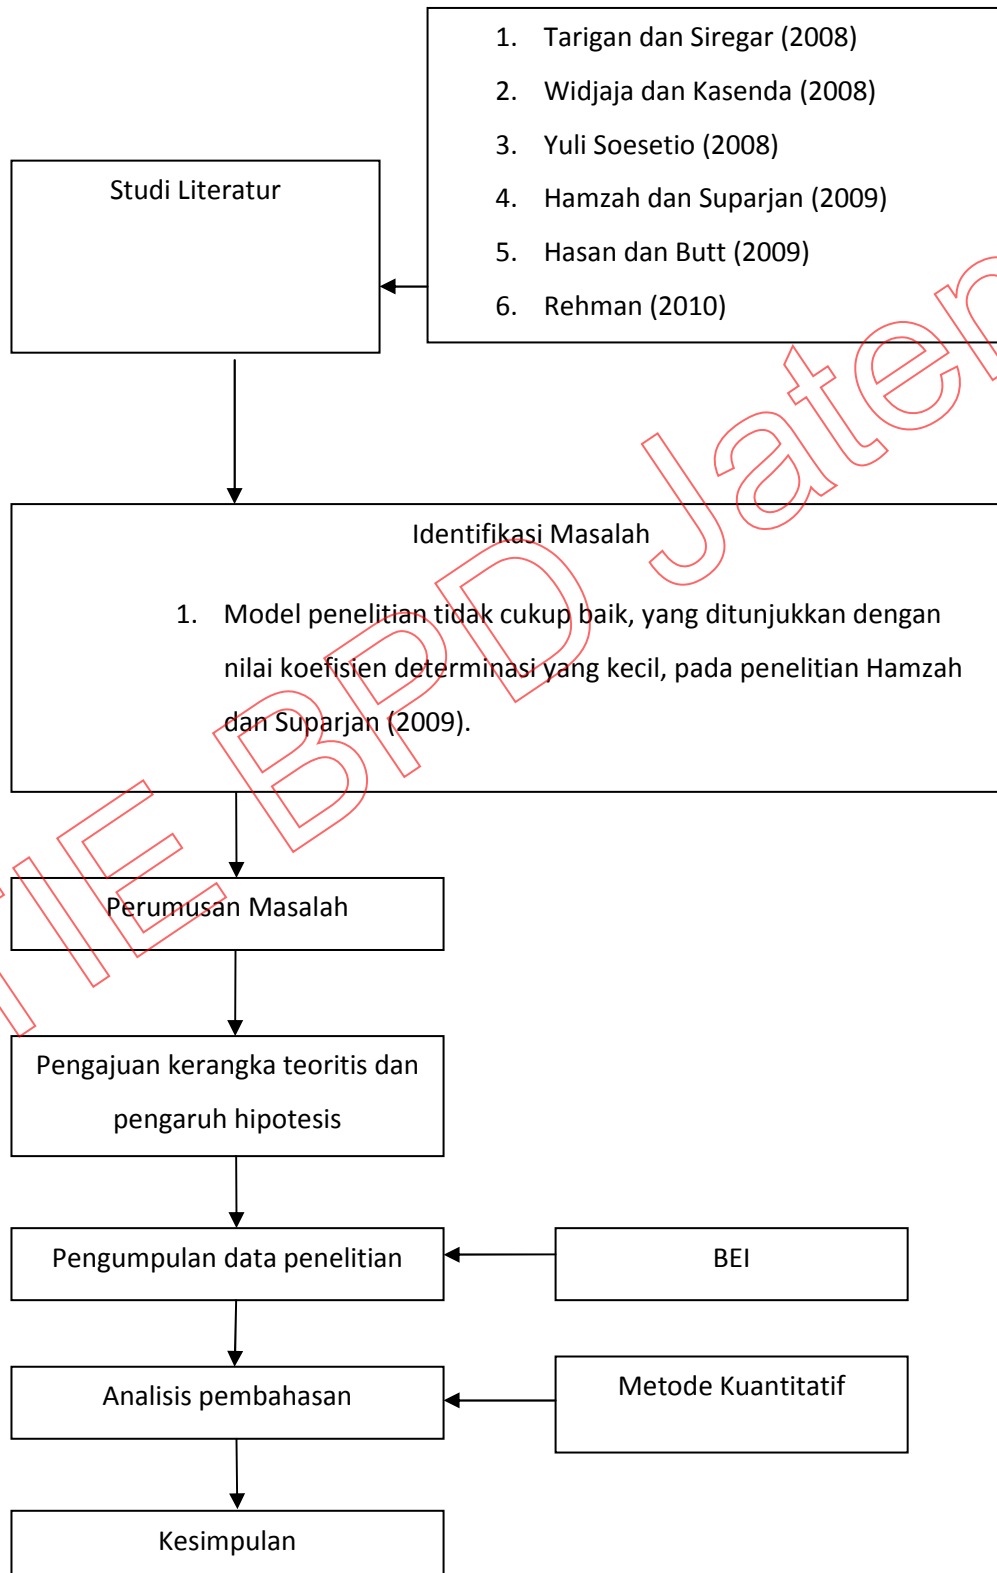 1. Tarigan dan Siregar (2008)
2. Widjaja dan Kasenda (2008)
3. Yuli Soesetio (2008)
4. Hamzah dan Suparjan (2009)
5. Hasan dan Butt (2009)
6. Rehman (2010)
Studi Literatur
Identifikasi Masalah
1. Model penelitian tidak cukup baik, yang ditunjukkan dengan
nilai koefisien determinasi yang kecil, pada penelitian Hamzah
dan Suparjan (2009).
Perumusan Masalah
Pengajuan kerangka teoritis dan
pengaruh hipotesis
Pengumpulan data penelitian
BEI
Analisis pembahasan
Metode Kuantitatif
Kesimpulan
TIE BPD Jaten